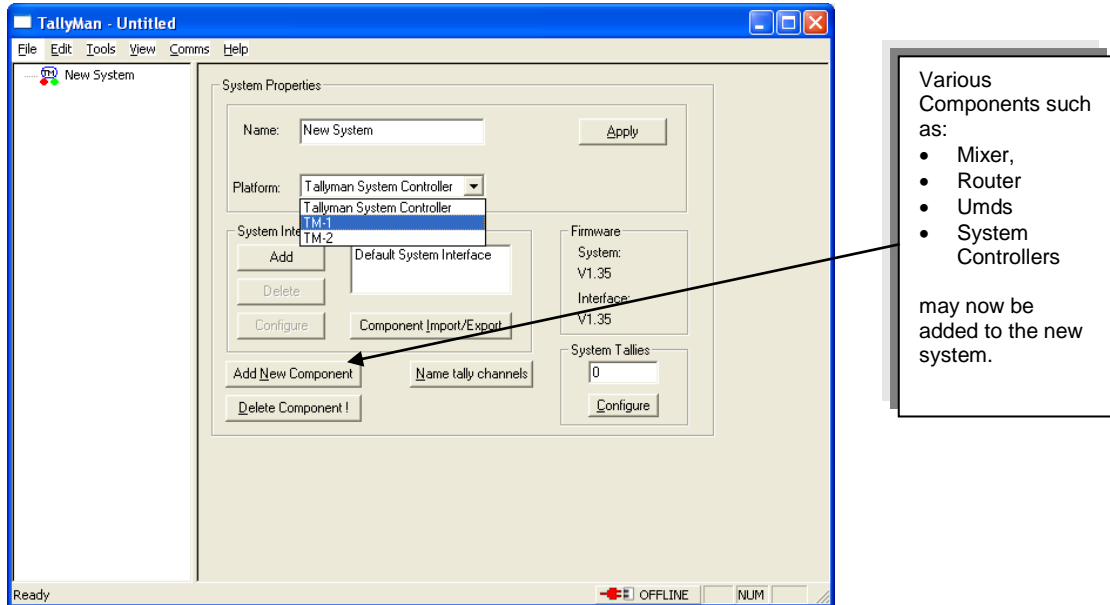 TallyMan - Untitled
File Edit Tools View Comms Help
TM New System
System Properties
Name: New System Apply
Platform: Tallyman System Controller
Tallyman System Controller
TM-1
TM-2
System Inte
Add
Delete
Configure
Default System Interface
Component Import/Export
Firmware
System:
V1.35
Interface:
V1.35
Add New Component
Name tally channels
Delete Component !
System Tallies
0
Configure
Ready OFFLINE NUM
Various
Components such
as:
• Mixer,
• Router
• Umds
• System
Controllers
may now be
added to the new
system.